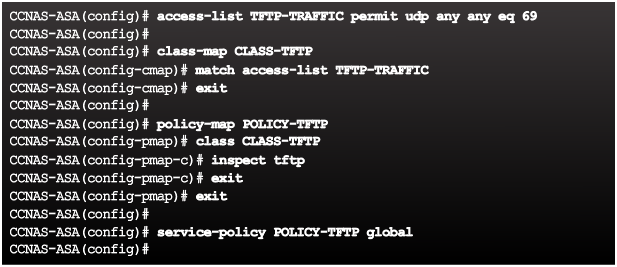 CCNAS-ASA(config)# access-list TFTP-TRAFFIC permit udp any any eq 69
CCNAS-ASA(config)#
CCNAS-ASA(config)# class-map CLASS-TFTP
CCNAS-ASA(config-cmap)# match access-list TFTP-TRAFFIC
CCNAS-ASA(config-cmap)# exit
CCNAS-ASA(config)#
CCNAS-ASA(config)# policy-map POLICY-TFTP
CCNAS-ASA(config-pmap)# class CLASS-TFTP
CCNAS-ASA(config-pmap-c)# inspect tftp
CCNAS-ASA(config-pmap-c)# exit
CCNAS-ASA(config-pmap)# exit
CCNAS-ASA(config)#
CCNAS-ASA(config)# service-policy POLICY-TFTP global
CCNAS-ASA(config)#